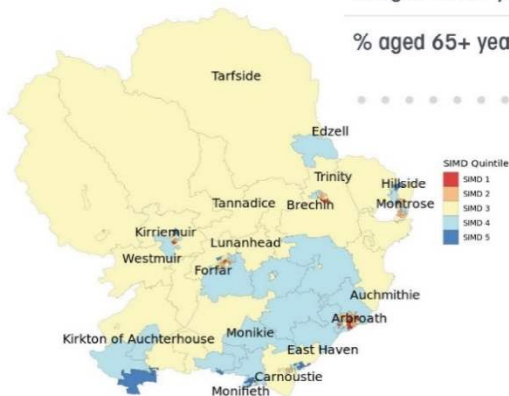 % aged 65+ yea
Tarfside
Edzell
SIMD Quintile
SIMD 1
SIMD 2
SIMD 3
SIMD 4
SIMD 5
Trinity
Hillside
Brechin
Montrose
Tannadice
Kirriemuir
Lunanhead
Westmuir
Forfar
Auchmithie
Arbroath
Kirkton of Auchterhouse
Monikie
East Haven
Carnoustie
Monifieth